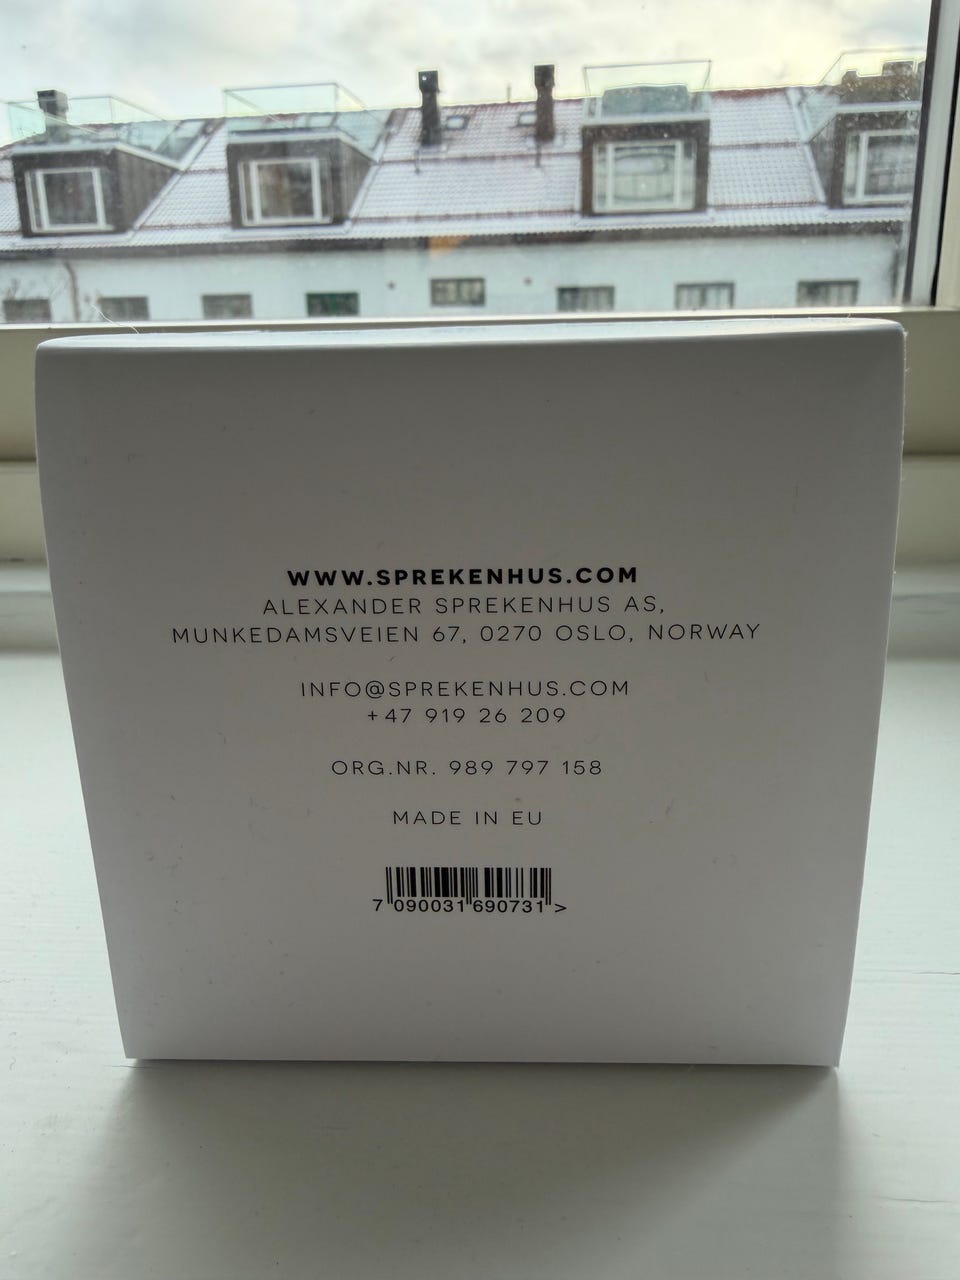 WWW.SPREKENHUS.COM
ALEXANDER SPREKENHUS AS,
MUNKEDAMSVEIEN 67, 0270 OSLO, NORWAY
INFO@SPREKENHUS.COM
+47 919 26 209
ORG.NR. 989 797 158
MADE IN EU
7 090031 690731 >